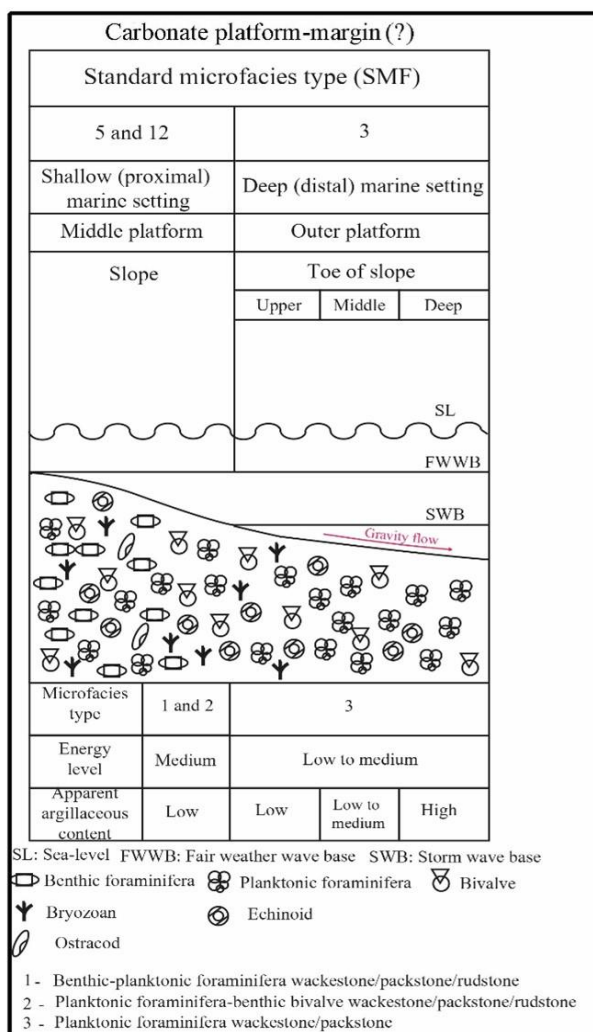 Carbonate platform-margin (?)
Standard microfacies type (SMF)
5 and 12
3
Shallow (proximal)
marine setting
Deep (distal) marine setting
Middle platform
Outer platform
Slope
Toe of slope
Upper
Middle
Deep
SL
FWWB
SWB
Gravity flow
Microfacies
type
1 and 2
3
Energy
level
Medium
Low to medium
Apparent
argillaceous
content
Low
Low
Low to
medium
High
SL: Sea-level FWWB: Fair weather wave base SWB: Storm wave base
Benthic foraminifera Planktonic foraminifera Bivalve
Bryozoan Echinoid
Ostracod
1 - Benthic-planktonic foraminifera wackestone/packstone/rudstone
2 - Planktonic foraminifera-benthic bivalve wackestone/packstone/rudstone
3 - Planktonic foraminifera wackestone/packstone